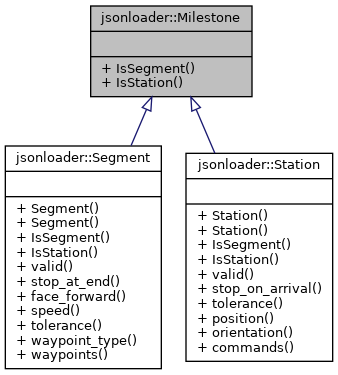 jsonloader::Milestone
+ IsSegment()
+ IsStation()
jsonloader::Segment
+ Segment()
+ Segment()
+ IsSegment()
+ IsStation()
+ valid()
+ stop_at_end()
+ face_forward()
+ speed()
+ tolerance()
+ waypoint_type()
+ waypoints()
jsonloader::Station
+ Station()
+ Station()
+ IsSegment()
+ IsStation()
+ valid()
+ stop_on_arrival()
+ tolerance()
+ position()
+ orientation()
+ commands()